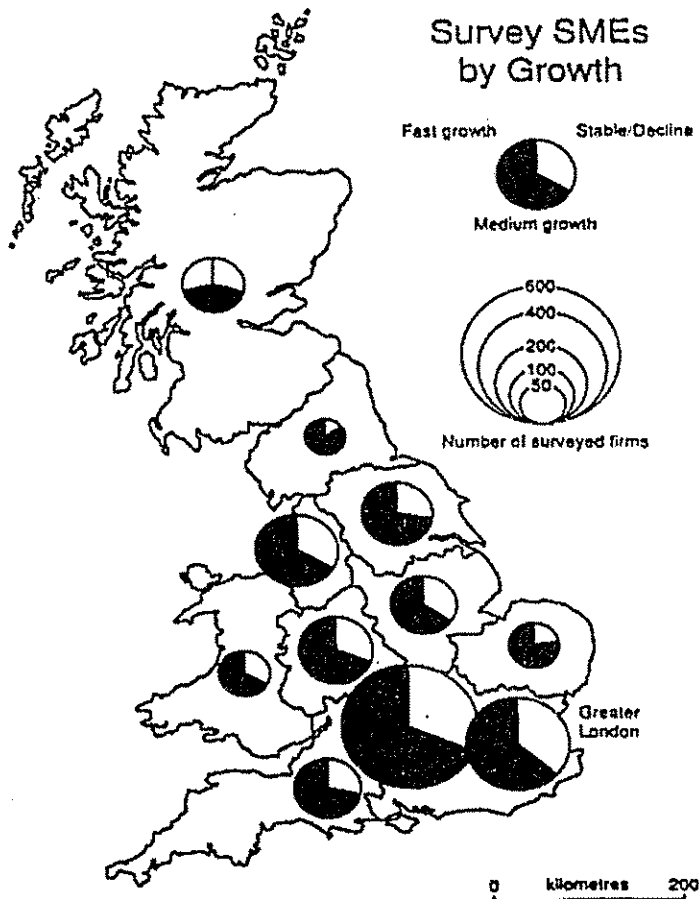 Survey SMEs
by Growth
Fast growth
Stable/Decline
Medium growth
600
400
200
100
50
Number of surveyed firms
Greater
London
0 kilometres 200